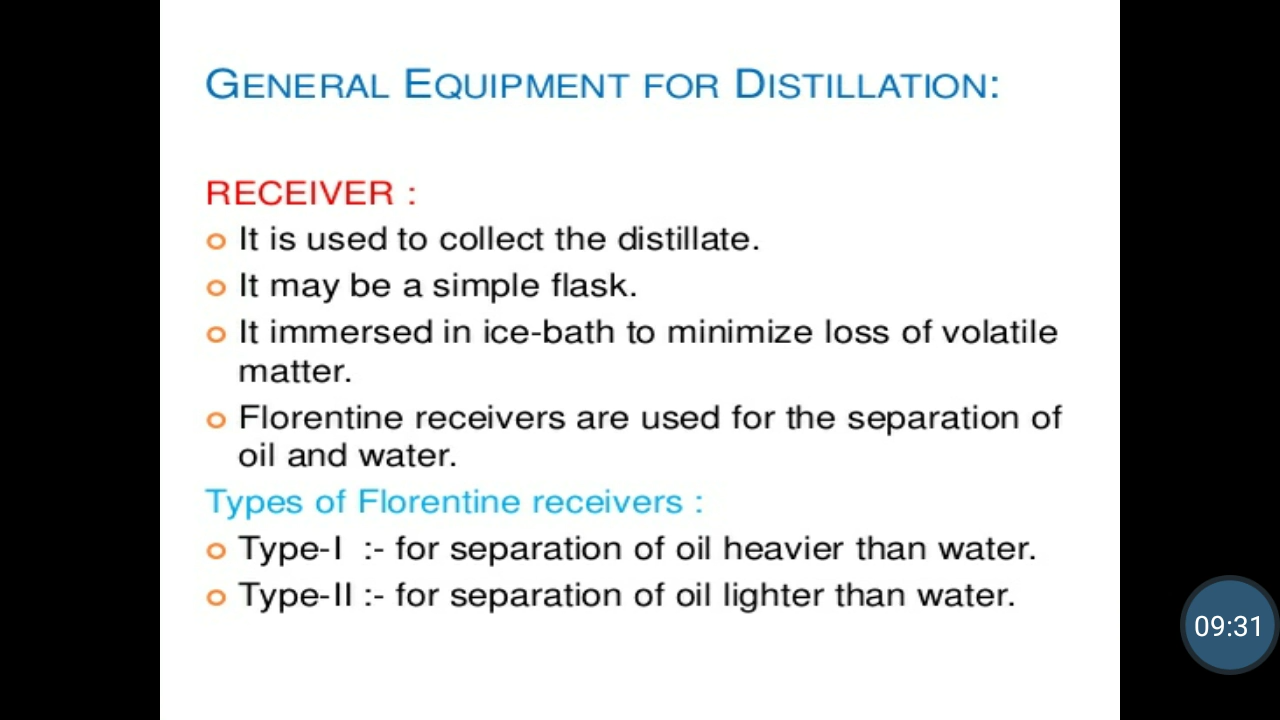 GENERAL EQUIPMENT FOR DISTILLATION:
RECEIVER :
o It is used to collect the distillate.
o It may be a simple flask.
o It immersed in ice-bath to minimize loss of volatile
matter.
o Florentine receivers are used for the separation of
oil and water.
Types of Florentine receivers :
o Type-I :- for separation of oil heavier than water.
o Type-II :- for separation of oil lighter than water.
09:31